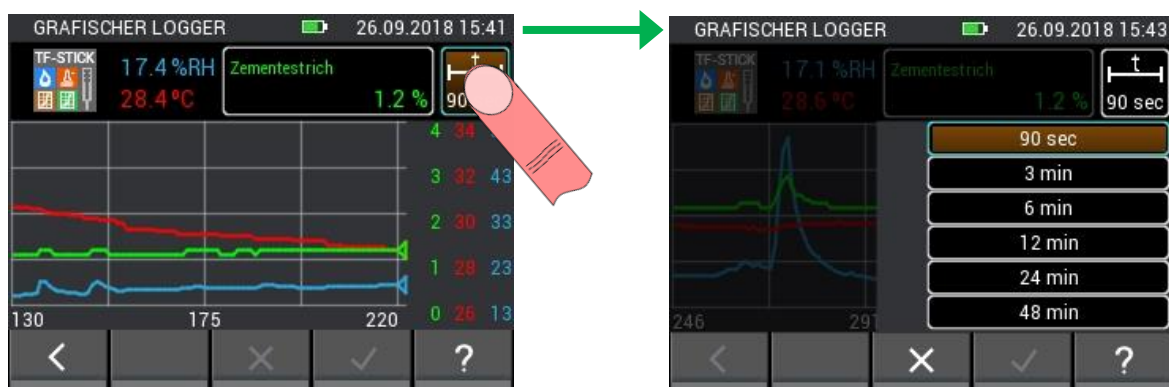 GRAFISCHER LOGGER 26.09.2018 15:41
TF-STICK
17.4 %RH
28.4 ºC
Zementestrich
1.2 %
t
90
4 34
3 32 43
2 30 33
1 28 23
0 26 13
130 175 220
?
GRAFISCHER LOGGER 26.09.2018 15:43
TF-STICK
17.1 %RH
28.6 ºC
Zementestrich
1.2 %
t
90 sec
90 sec
3 min
6 min
12 min
24 min
48 min
246 291
?